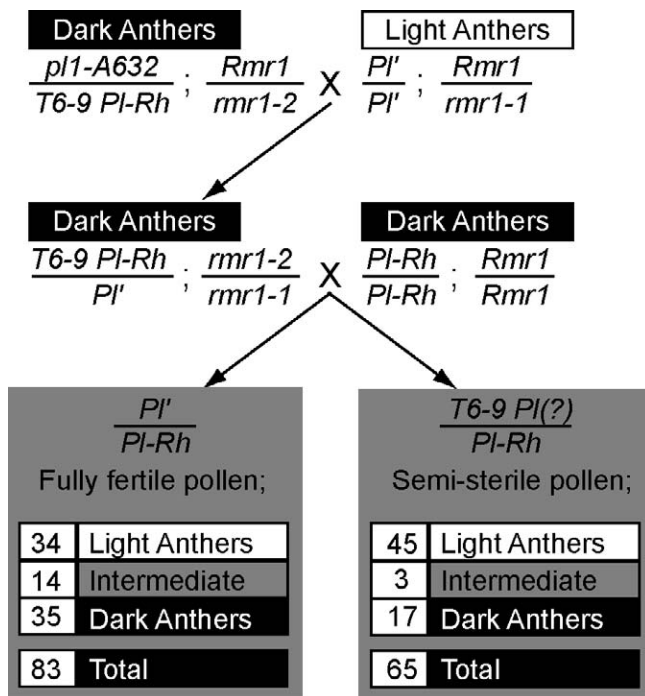 Dark Anthers Light Anthers
pl1-A632 ; Rmr1 X Pl' ; Rmr1
T6-9 Pl-Rh rmr1-2 Pl' rmr1-1
Dark Anthers Dark Anthers
T6-9 Pl-Rh ; rmr1-2 X Pl-Rh ; Rmr1
Pl' rmr1-1 Pl-Rh Rmr1
Pl'
Pl-Rh
Fully fertile pollen;
34 Light Anthers
14 Intermediate
35 Dark Anthers
83 Total
T6-9 Pl(?)
Pl-Rh
Semi-sterile pollen;
45 Light Anthers
3 Intermediate
17 Dark Anthers
65 Total